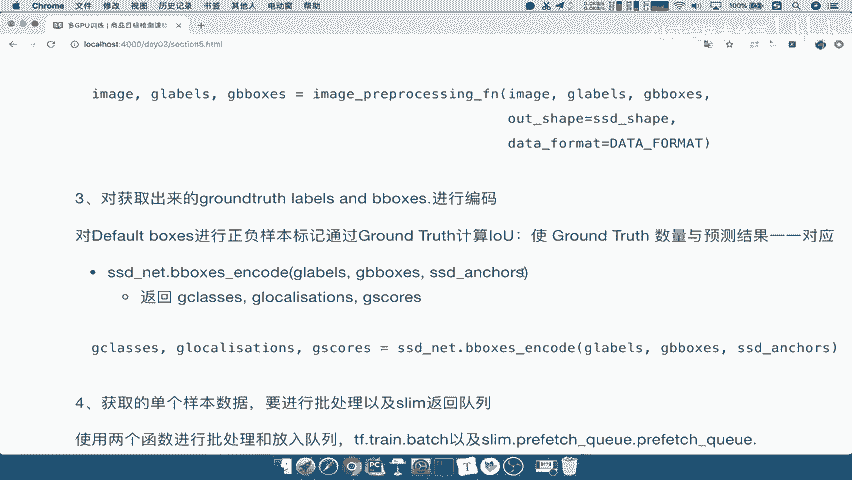 Chrome 文件 修改 视图 历史记录 书签 其他人 电动窗 帮助
100%
多GPU训练 | 商品目标检测课
localhost:4000/day03/section5.html
image, glabels, gbboxes = image_preprocessing_fn(image, glabels, gbboxes,
out_shape=ssd_shape,
data_format=DATA_FORMAT)
3、对获取出来的groundtruth labels and bboxes.进行编码
对Default boxes进行正负样本标记通过Ground Truth计算IoU：使 Ground Truth 数量与预测结果一一对应
• ssd_net.bboxes_encode(glabels, gbboxes, ssd_anchors)
○ 返回 gclasses, glocalisations, gscores
gclasses, glocalisations, gscores = ssd_net.bboxes_encode(glabels, gbboxes, ssd_anchors)
4、获取的单个样本数据，要进行批处理以及slim返回队列
使用两个函数进行批处理和放入队列，tf.train.batch以及slim.prefetch_queue.prefetch_queue.